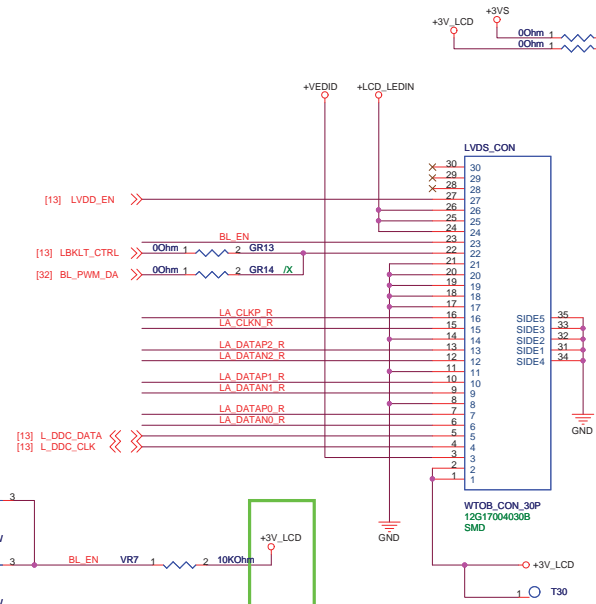 +3VS
+3V_LCD
0Ohm 1
0Ohm 1
+VEDID +LCD_LEDIN
LVDS_CON
30 30
29 29
28 28
[13] LVDD_EN 27 27
26 26
25 25
24 24
BL_EN 23 23
[13] LBKLT_CTRL 0Ohm 1 2 GR13 22 22
21 21
[32] BL_PWM_DA 0Ohm 1 2 GR14 /X 20 20
19 19
18 18
17 17
LA_CLKP_R 16 16 SIDE5 35
LA_CLKN_R 15 15 SIDE3 33
14 14 SIDE2 32
LA_DATAP2_R 13 13 SIDE1 31
LA_DATAN2_R 12 12 SIDE4 34
11 11
LA_DATAP1_R 10 10
LA_DATAN1_R 9 9
8 8
LA_DATAP0_R 7 7
LA_DATAN0_R 6 6
GND
[13] L_DDC_DATA 5 5
[13] L_DDC_CLK 4 4
3 3
2 2
1 1
3
WTOB_CON_30P
12G17004030B
SMD
GND
+3V_LCD
3 BL_EN VR7 1 2 10KOhm
+3V_LCD
1 T30